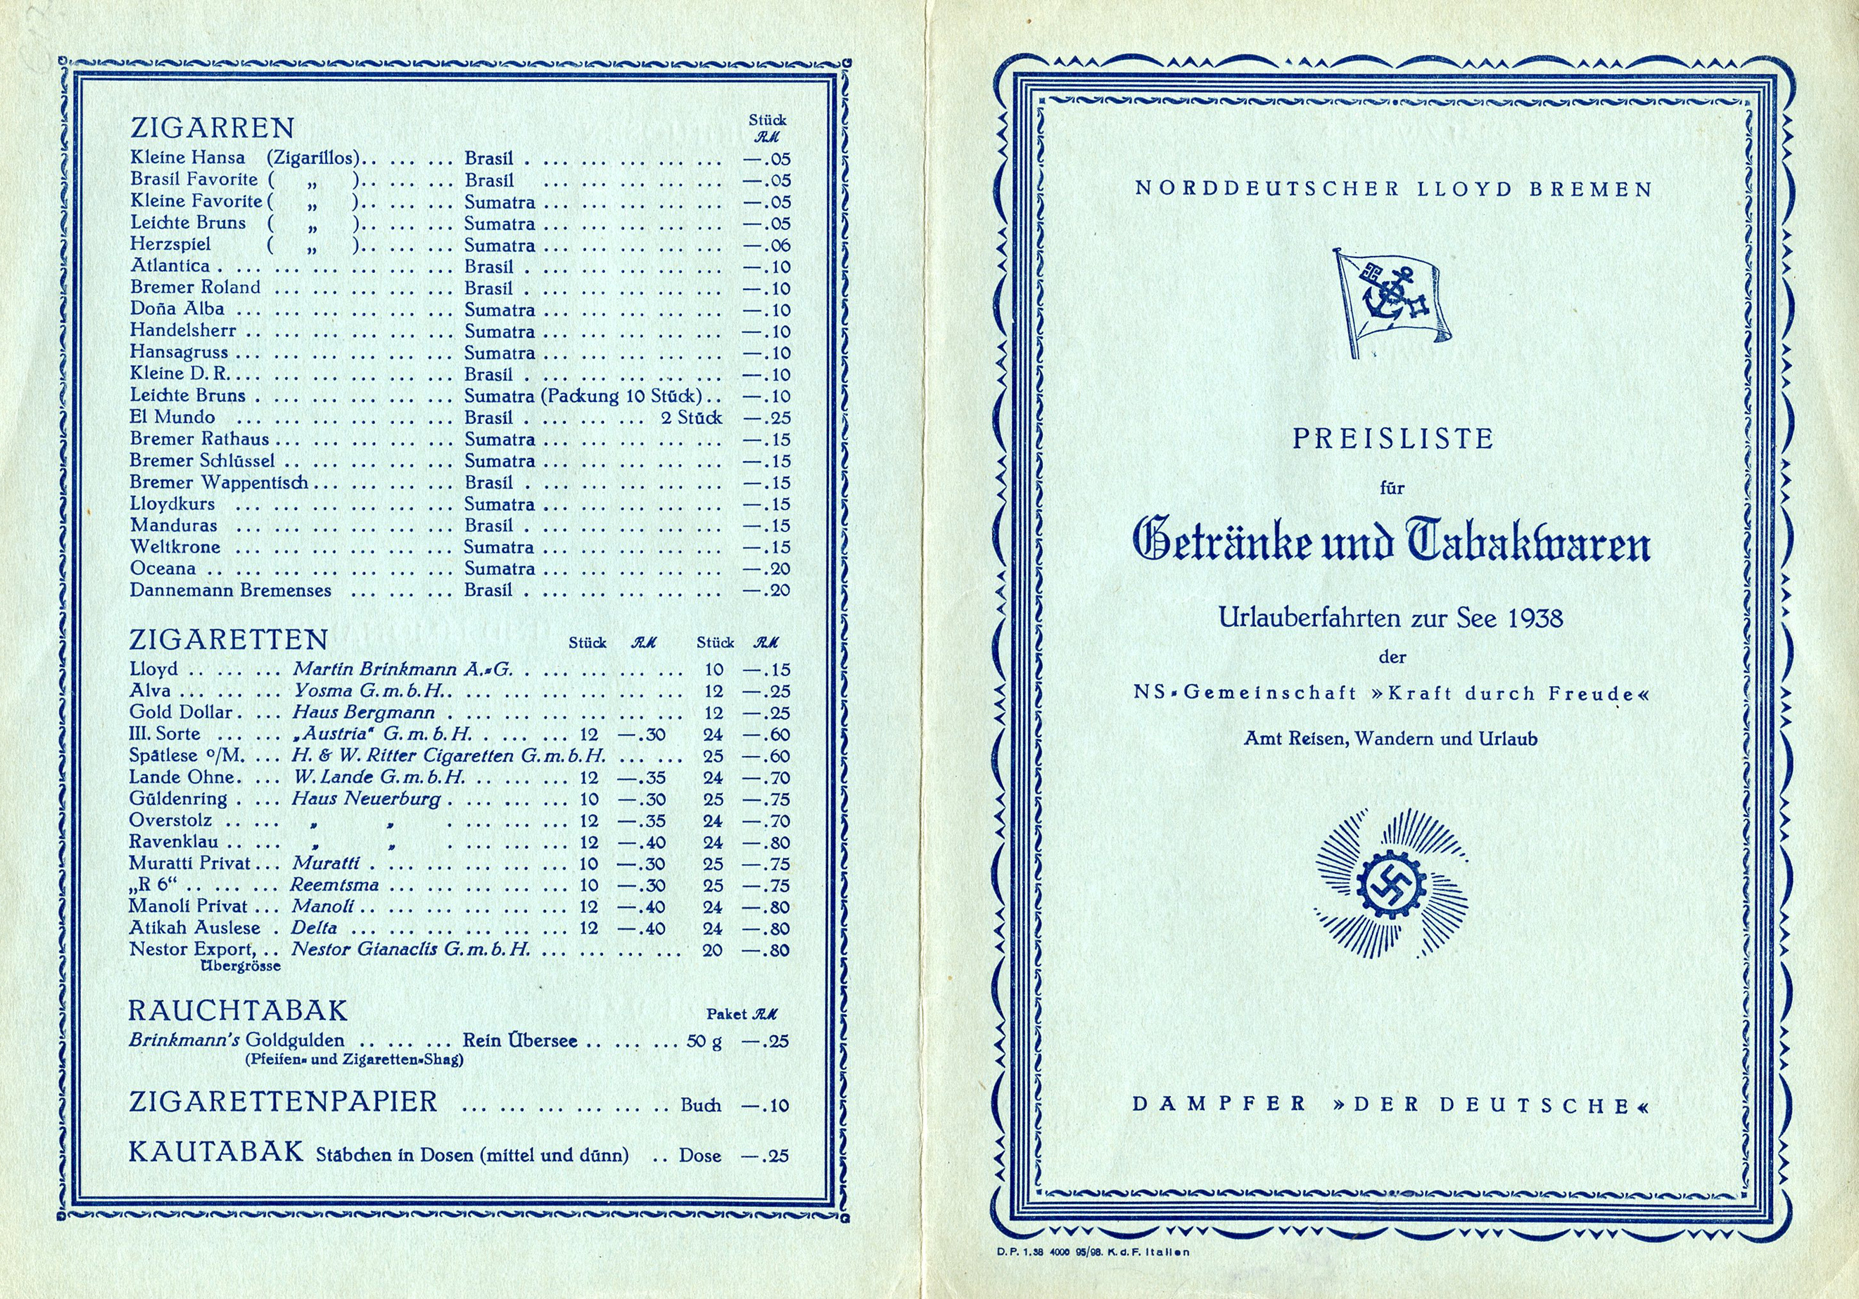 ZIGARREN Stück
RM
Kleine Hansa (Zigarillos).. ... ... Brasil . ... ... ... ... ... —.05
Brasil Favorite ( „ ).. ... ... Brasil ... ... ... ... ... —.05
Kleine Favorite ( „ ).. ... ... Sumatra ... ... ... ... ... —.05
Leichte Bruns ( „ ).. ... ... Sumatra ... ... ... ... ... —.05
Herzspiel ( „ ).. ... ... Sumatra ... ... ... ... ... —.06
Atlantica . ... ... ... ... ... ... Brasil . ... ... ... ... ... —.10
Bremer Roland ... ... ... ... ... Brasil . ... ... ... ... ... —.10
Doña Alba ... ... ... ... ... ... Sumatra ... ... ... ... ... —.10
Handelsherr .. ... ... ... ... ... Sumatra ... ... ... ... ... —.10
Hansagruss ... ... ... ... ... ... Sumatra ... ... ... ... ... —.10
Kleine D. R. ... ... ... ... ... ... Brasil . ... ... ... ... ... —.10
Leichte Bruns . ... ... ... ... ... Sumatra (Packung 10 Stück) .. —.10
El Mundo ... ... ... ... ... ... Brasil . ... ... ... 2 Stück —.25
Bremer Rathaus ... ... ... ... ... Sumatra ... ... ... ... ... —.15
Bremer Schlüssel .. ... ... ... ... Sumatra ... ... ... ... ... —.15
Bremer Wappentisch ... ... ... ... Brasil . ... ... ... ... ... —.15
Lloydkurs ... ... ... ... ... ... Sumatra ... ... ... ... ... —.15
Manduras ... ... ... ... ... ... Brasil . ... ... ... ... ... —.15
Weltkrone ... ... ... ... ... ... Sumatra ... ... ... ... ... —.15
Oceana .. ... ... ... ... ... ... Sumatra ... ... ... ... ... —.20
Dannemann Bremenses ... ... ... Brasil . ... ... ... ... ... —.20
ZIGARETTEN Stück RM Stück RM
Lloyd .. ... ... ... Martin Brinkmann A.-G. . ... ... ... ... ... 10 —.15
Alva ... ... ... ... Yosma G.m.b.H.. ... ... ... ... ... ... 12 —.25
Gold Dollar . ... Haus Bergmann . ... ... ... ... ... ... 12 —.25
III. Sorte ... ... „Austria" G.m.b.H. . ... ... 12 —.30 24 —.60
Spätlese o/M. ... H. & W. Ritter Cigaretten G.m.b.H. ... ... 25 —.60
Lande Ohne. ... W. Lande G.m.b.H. .. ... ... 12 —.35 24 —.70
Güldenring . ... Haus Neuerburg . ... ... ... 10 —.30 25 —.75
Overstolz .. ... „ „ . ... ... ... 12 —.35 24 —.70
Ravenklau .. ... „ „ . ... ... ... 12 —.40 24 —.80
Muratti Privat ... Muratti . ... ... ... ... ... 10 —.30 25 —.75
„R 6“ .. ... ... Reemtsma ... ... ... ... ... 10 —.30 25 —.75
Manoli Privat ... Manoli .. ... ... ... ... ... 12 —.40 24 —.80
Atikah Auslese . Delta ... ... ... ... ... ... 12 —.40 24 —.80
Nestor Export, .. Nestor Gianaclis G.m.b.H. ... ... ... ... 20 —.80
Übergrösse
RAUCHTABAK Paket RM
Brinkmann's Goldgulden .. ... ... Rein Übersee .. ... ... 50 g —.25
(Pfeifen- und Zigaretten-Shag)
ZIGARETTENPAPIER ... ... ... ... ... .. Buch —.10
KAUTABAK Stäbchen in Dosen (mittel und dünn) .. Dose —.25
NORDDEUTSCHER LLOYD BREMEN
PREISLISTE
für
Getränke und Tabakwaren
Urlauberfahrten zur See 1938
der
NS-Gemeinschaft »Kraft durch Freude«
Amt Reisen, Wandern und Urlaub
DAMPFER »DER DEUTSCHE«
D. P. 1. 38 4000 95/98. K. d. F. Italien